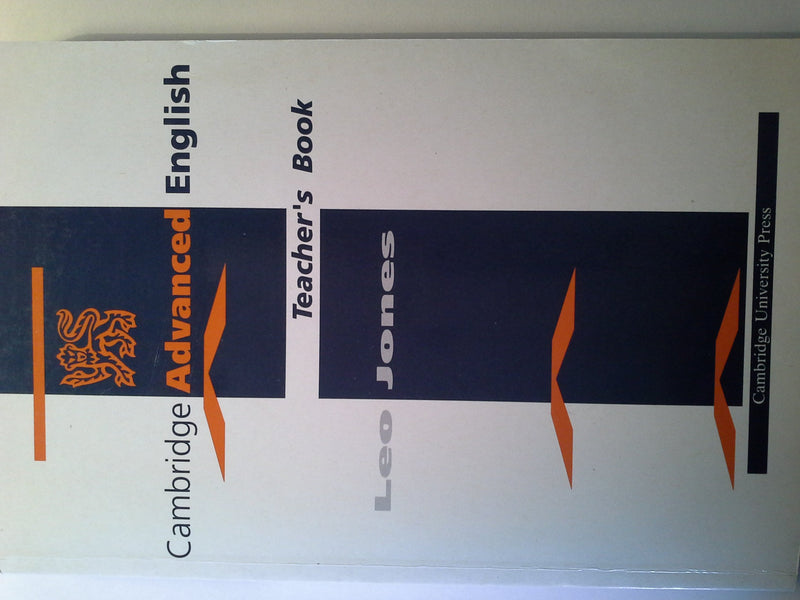 Cambridge Advanced English
Teacher's Book
Leo Jones
Cambridge University Press